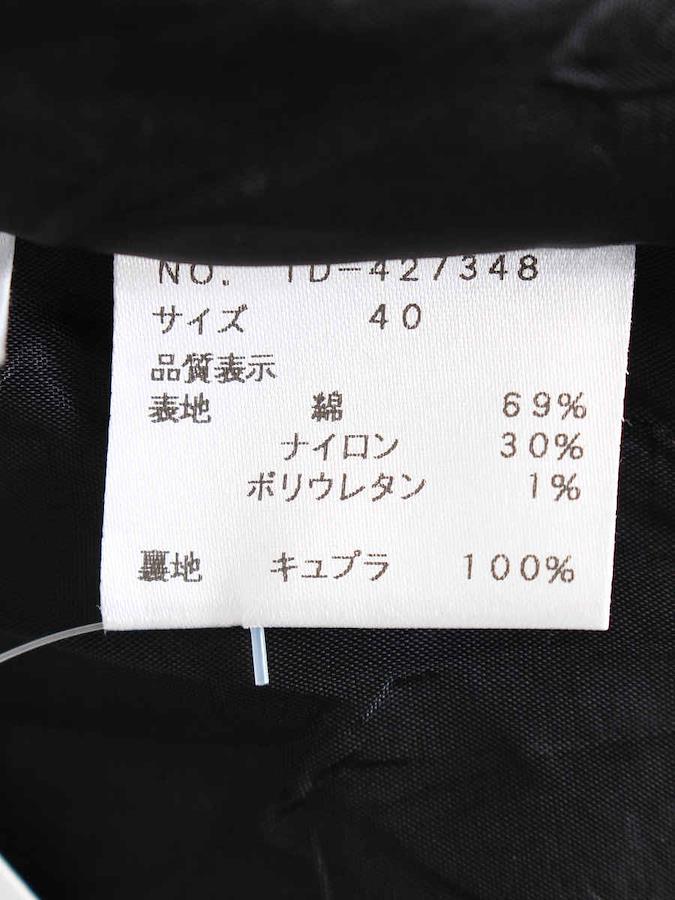 NO. TD-427348
サイズ 40
品質表示
表地 綿 69%
ナイロン 30%
ポリウレタン 1%
裏地 キュプラ 100%